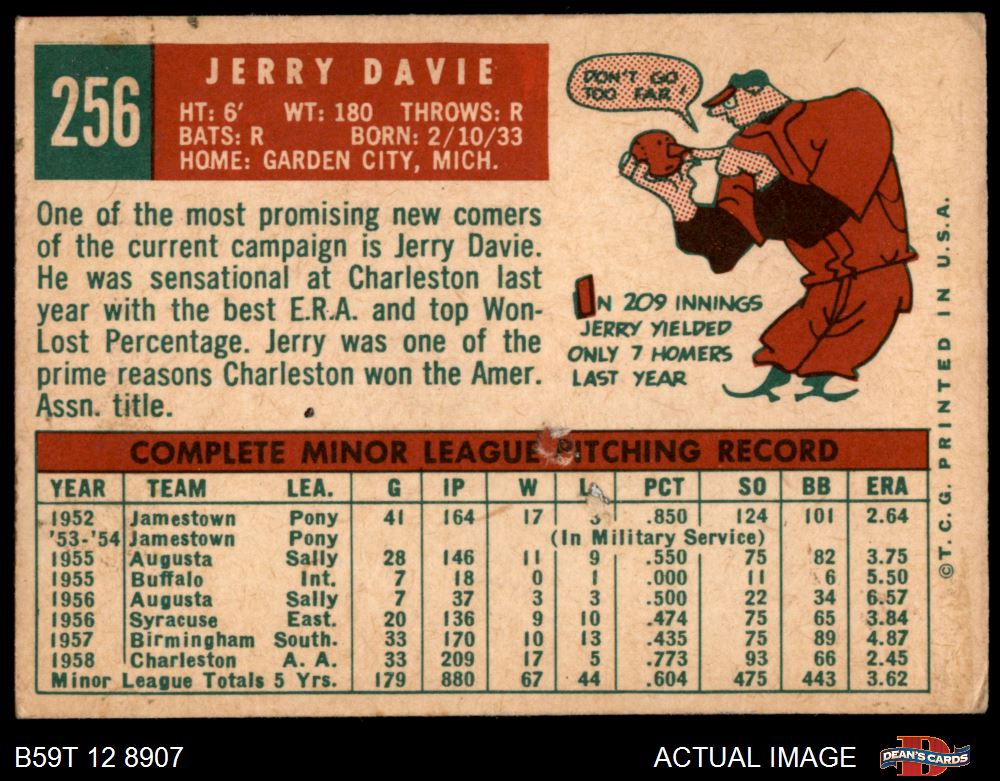 256
JERRY DAVIE
HT: 6' WT: 180 THROWS: R
BATS: R BORN: 2/10/33
HOME: GARDEN CITY, MICH.
DON'T GO
TOO FAR!
One of the most promising new comers
of the current campaign is Jerry Davie.
He was sensational at Charleston last
year with the best E.R.A. and top Won-
Lost Percentage. Jerry was one of the
prime reasons Charleston won the Amer.
Assn. title.
IN 209 INNINGS
JERRY YIELDED
ONLY 7 HOMERS
LAST YEAR
COMPLETE MINOR LEAGUE PITCHING RECORD
YEAR TEAM LEA. G IP W L PCT SO BB ERA
1952 Jamestown Pony 41 164 17 3 .850 124 101 2.64
'53-'54 Jamestown Pony (In Military Service)
1955 Augusta Sally 28 146 11 9 .550 75 82 3.75
1955 Buffalo Int. 7 18 0 1 .000 11 6 5.50
1956 Augusta Sally 7 37 3 3 .500 22 34 6.57
1956 Syracuse East. 20 136 9 10 .474 75 65 3.84
1957 Birmingham South. 33 170 10 13 .435 75 89 4.87
1958 Charleston A. A. 33 209 17 5 .773 93 66 2.45
Minor League Totals 5 Yrs. 179 880 67 44 .604 475 443 3.62
©T. C. G. PRINTED IN U.S.A.
B59T 12 8907
ACTUAL IMAGE
DEAN'S CARDS